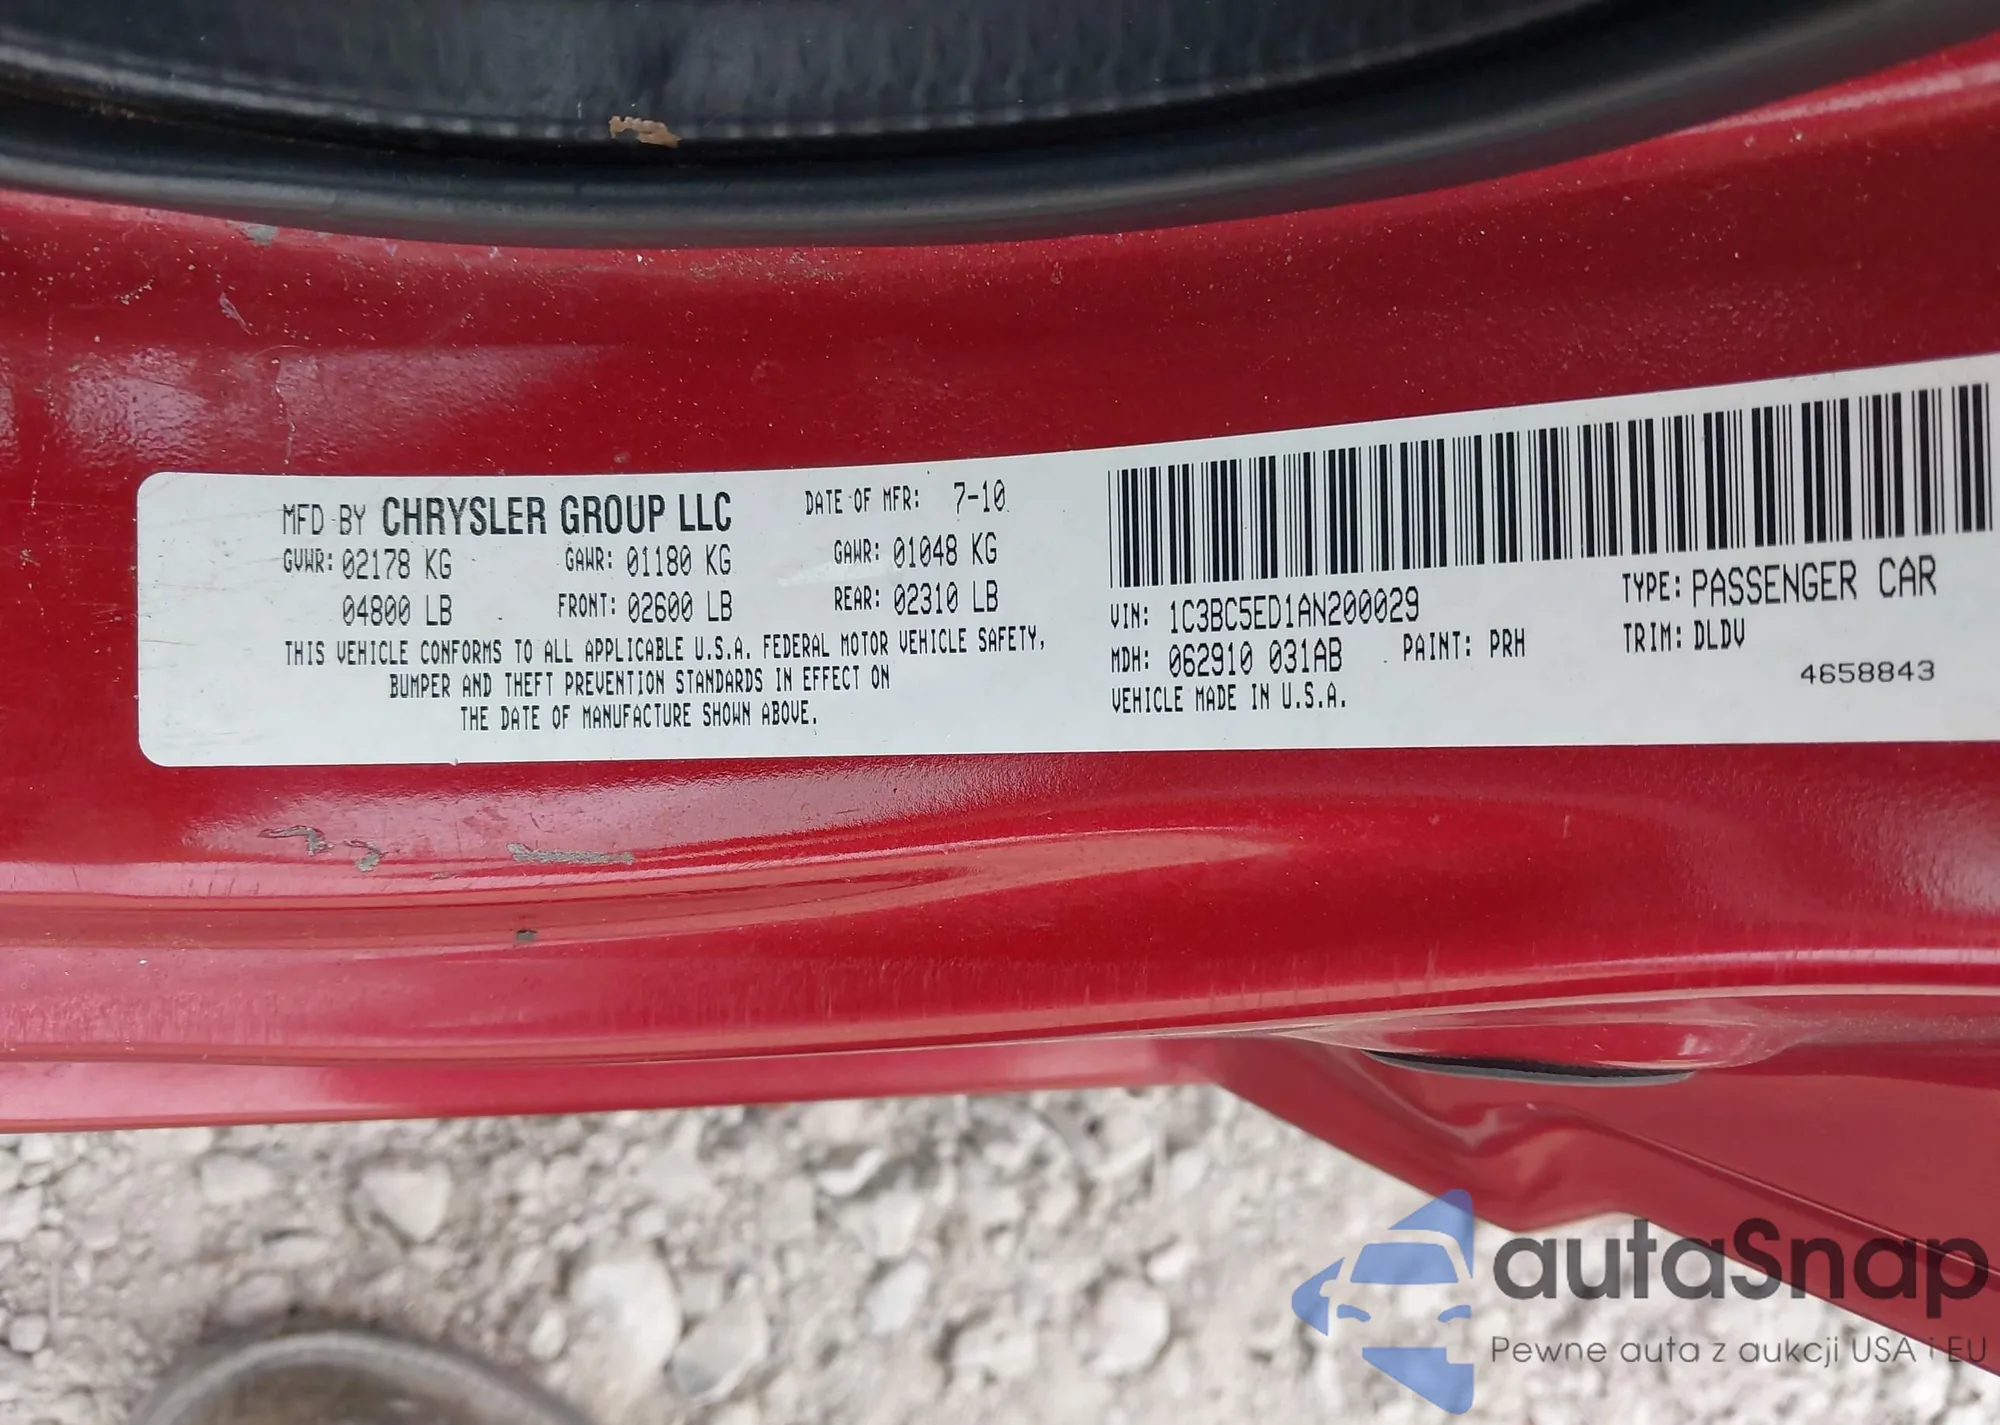 MFD BY CHRYSLER GROUP LLC DATE OF MFR: 7-10
GVWR: 02178 KG GAWR: 01180 KG GAWR: 01048 KG
04800 LB FRONT: 02600 LB REAR: 02310 LB
THIS VEHICLE CONFORMS TO ALL APPLICABLE U.S.A. FEDERAL MOTOR VEHICLE SAFETY,
BUMPER AND THEFT PREVENTION STANDARDS IN EFFECT ON
THE DATE OF MANUFACTURE SHOWN ABOVE.
VIN: 1C3BC5ED1AN200029 TYPE: PASSENGER CAR
MDH: 062910 031AB PAINT: PRH TRIM: DLDV
VEHICLE MADE IN U.S.A. 4658843
autaSnap
Pewne auta z aukcji USA i EU